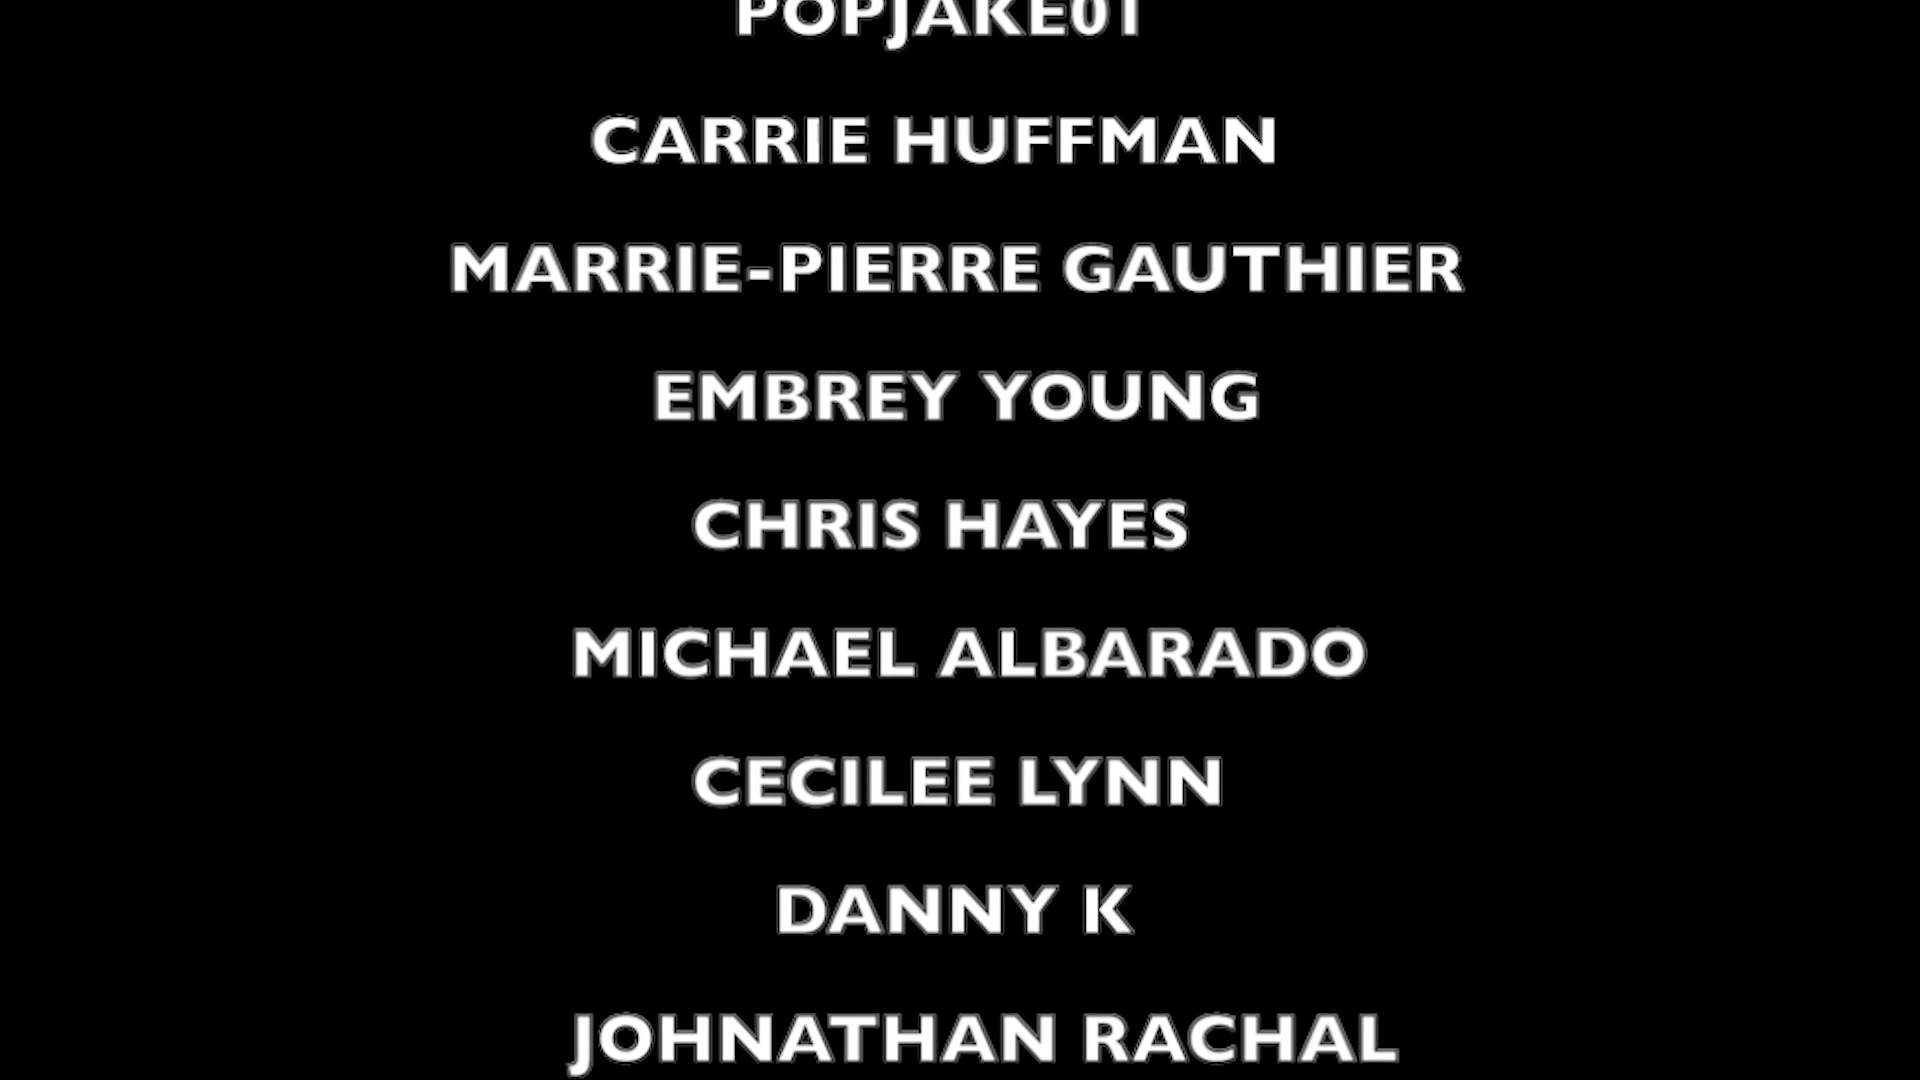 POPJAKE01
CARRIE HUFFMAN
MARRIE-PIERRE GAUTHIER
EMBREY YOUNG
CHRIS HAYES
MICHAEL ALBARADO
CECILEE LYNN
DANNY K
JOHNATHAN RACHAL